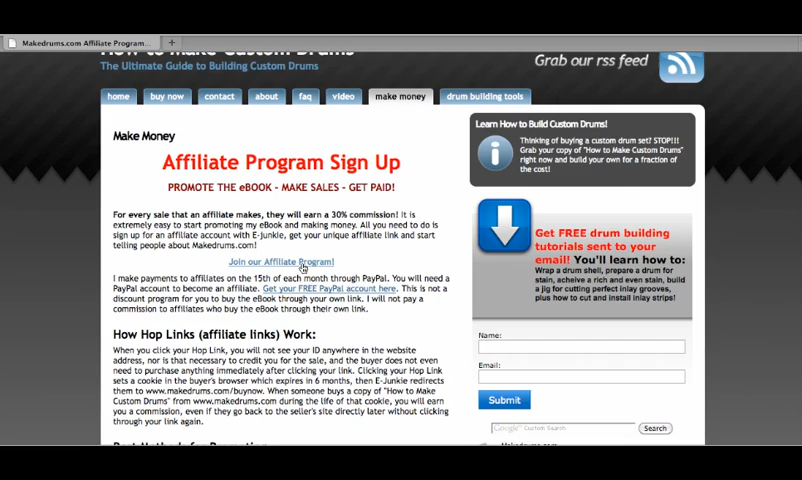 Makedrums.com Affiliate Program...
How to Make Custom Drums
The Ultimate Guide to Building Custom Drums
Grab our rss feed
home
buy now
contact
about
faq
video
make money
drum building tools
Make Money
Affiliate Program Sign Up
PROMOTE THE eBOOK - MAKE SALES - GET PAID!
For every sale that an affiliate makes, they will earn a 30% commission! It is
extremely easy to start promoting my eBook and making money. All you need to do is
sign up for an affiliate account with E-junkie, get your unique affiliate link and start
telling people about Makedrums.com!
Join our Affiliate Program!
I make payments to affiliates on the 15th of each month through PayPal. You will need a
PayPal account to become an affiliate. Get your FREE PayPal account here. This is not a
discount program for you to buy the eBook through your own link. I will not pay a
commission to affiliates who buy the eBook through their own link.
How Hop Links (affiliate links) Work:
When you click your Hop Link, you will not see your ID anywhere in the website
address, nor is that necessary to credit you for the sale, and the buyer does not even
need to purchase anything immediately after clicking your link. Clicking your Hop Link
sets a cookie in the buyer's browser which expires in 6 months, then E-Junkie redirects
them to www.makedrums.com/buynow. When someone buys a copy of "How to Make
Custom Drums" from www.makedrums.com during the life of that cookie, you will earn
you a commission, even if they go back to the seller's site directly later without clicking
through your link again.
Learn How to Build Custom Drums!
Thinking of buying a custom drum set? STOP!!!
Grab your copy of "How to Make Custom Drums"
right now and build your own for a fraction of
the cost!
Get FREE drum building
tutorials sent to your
email! You'll learn how to:
Wrap a drum shell, prepare a drum for
stain, acheive a rich and even stain, build
a jig for cutting perfect inlay grooves,
plus how to cut and install inlay strips!
Name:
Email:
Submit
Google™ Custom Search
Search